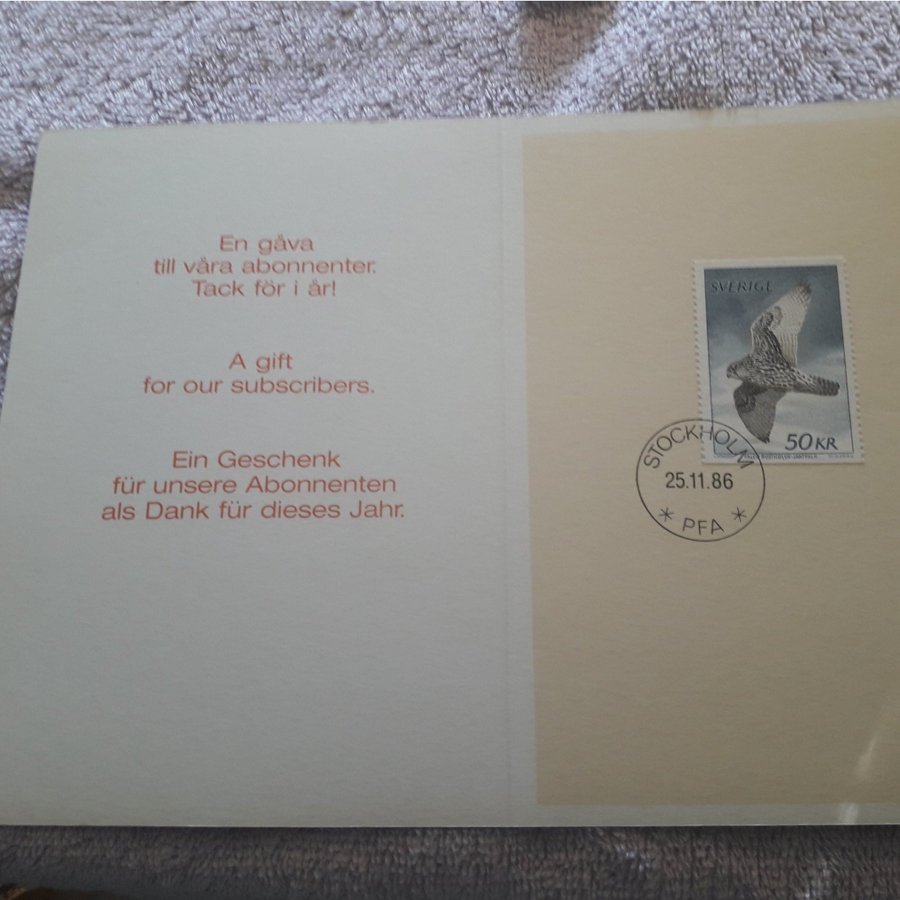 En gåva
till våra abonnenter.
Tack för i år!
A gift
for our subscribers.
Ein Geschenk
für unsere Abonnenten
als Dank für dieses Jahr.
SVERIGE
50 KR
STOCKHOLM
25.11.86
* PFA *